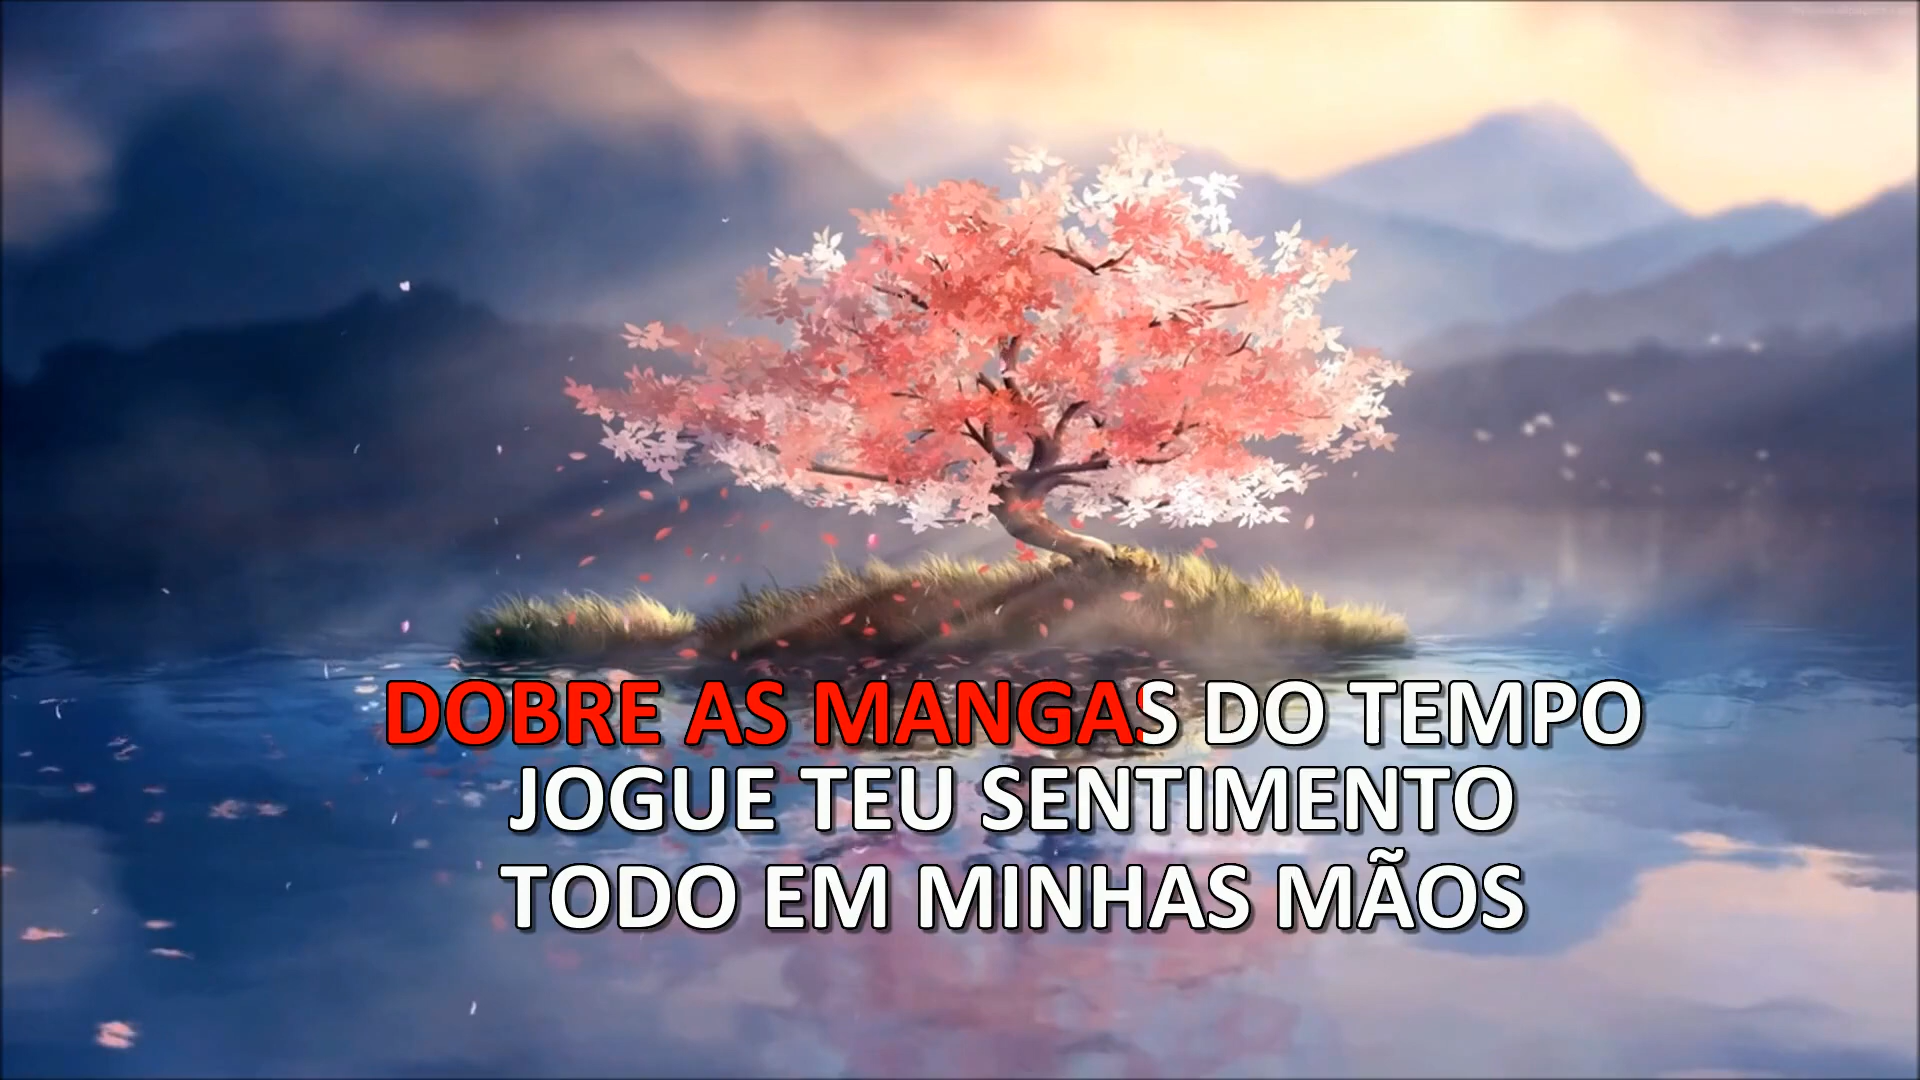 DOBRE AS MANGAS DO TEMPO
JOGUE TEU SENTIMENTO
TODO EM MINHAS MÃOS